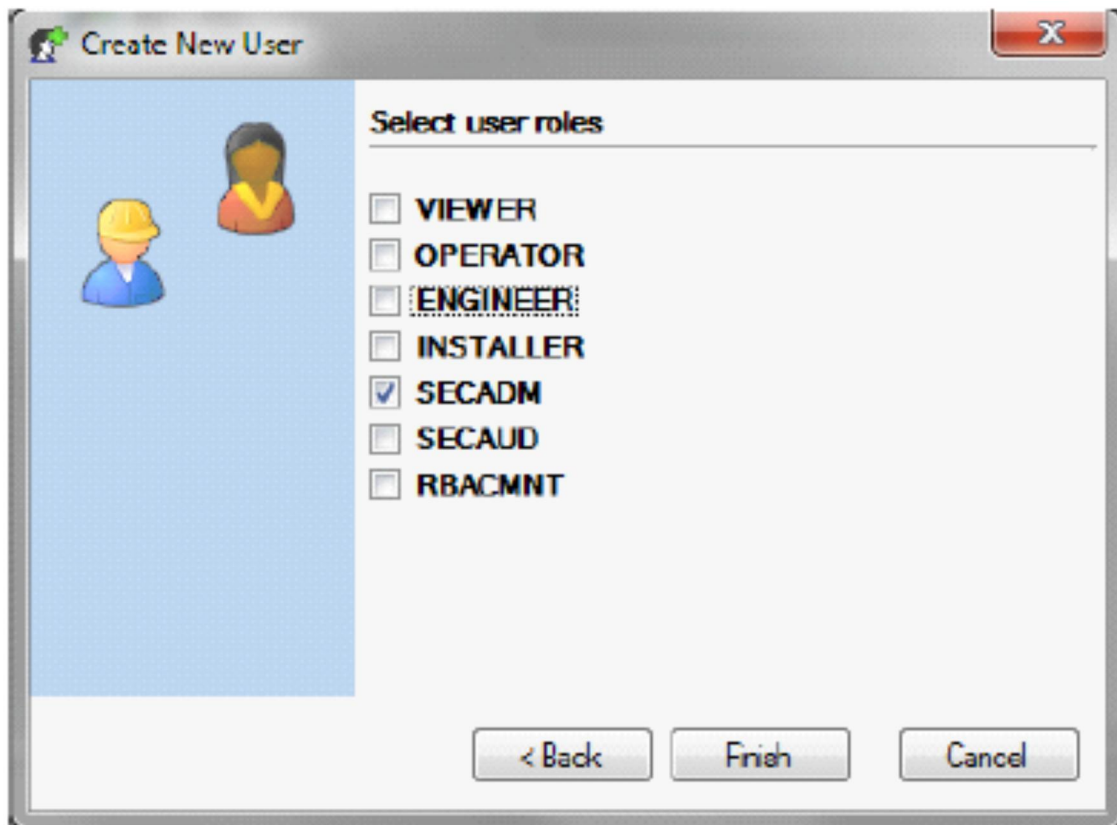 Create New User
Select user roles
VIEWER
OPERATOR
ENGINEER
INSTALLER
SECADM
SECAUD
RBACMNT
< Back
Finish
Cancel